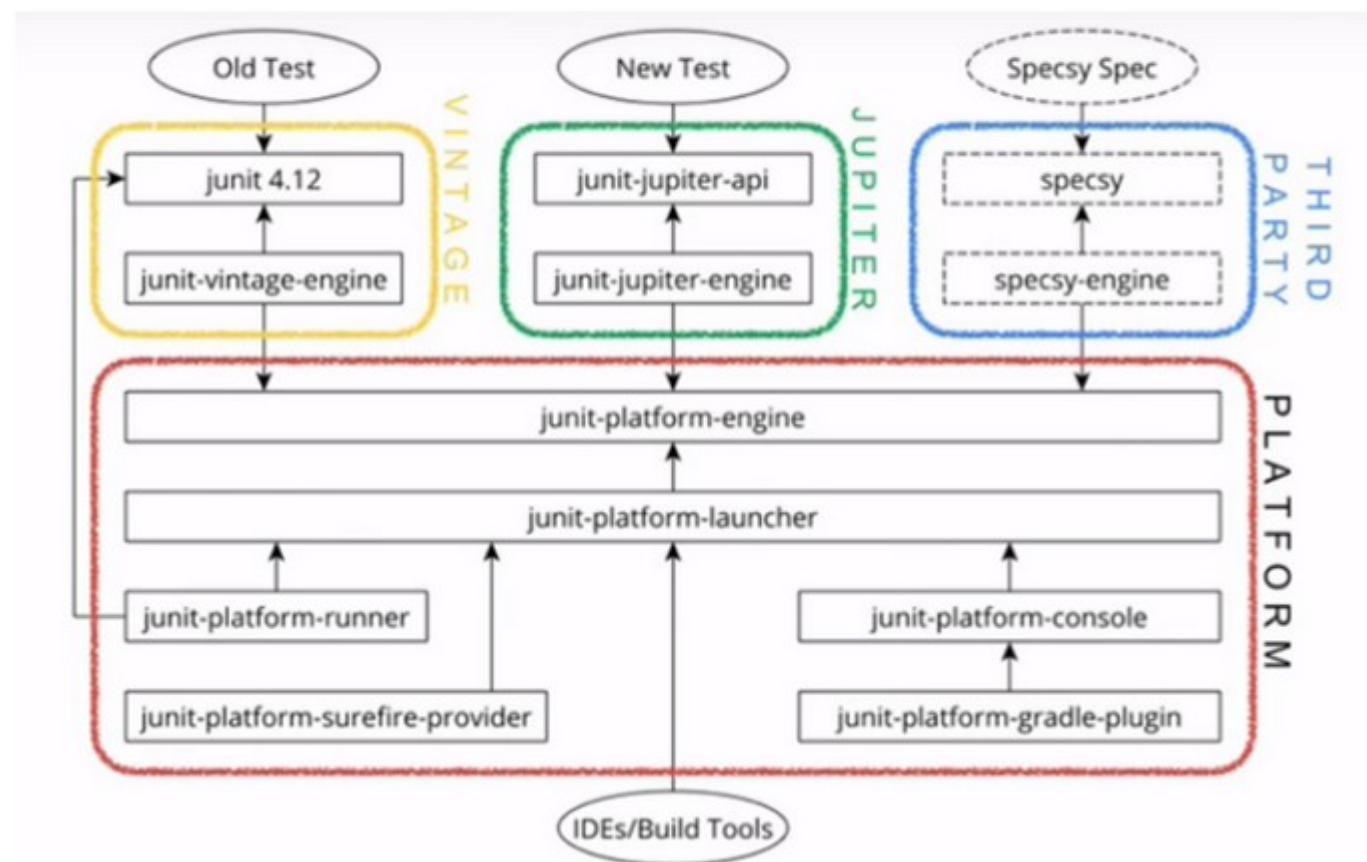 Old Test
New Test
Specsy Spec
VINTAGE
JUPITER
THIRD
PARTY
junit 4.12
junit-jupiter-api
specsy
junit-vintage-engine
junit-jupiter-engine
specsy-engine
PLATFORM
junit-platform-engine
junit-platform-launcher
junit-platform-runner
junit-platform-console
junit-platform-surefire-provider
junit-platform-gradle-plugin
IDEs/Build Tools